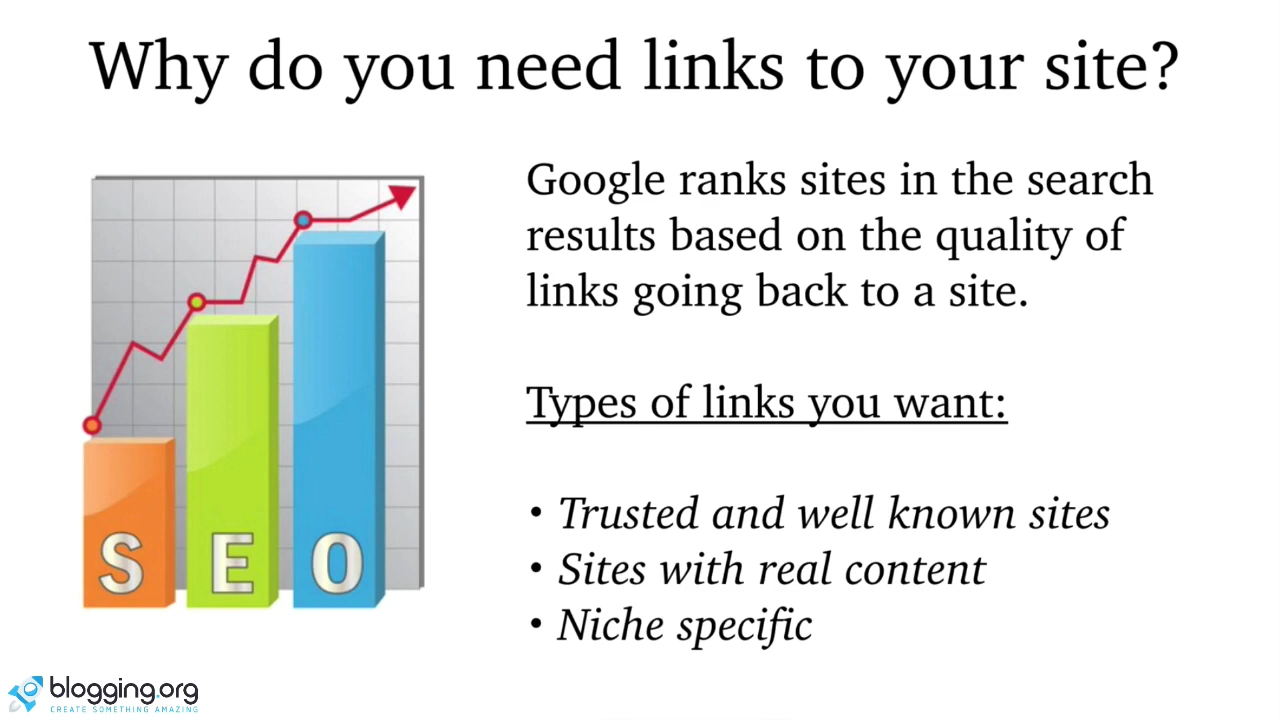 Why do you need links to your site?
Google ranks sites in the search
results based on the quality of
links going back to a site.
Types of links you want:
• Trusted and well known sites
• Sites with real content
• Niche specific
S E O
blogging.org
CREATE SOMETHING AMAZING